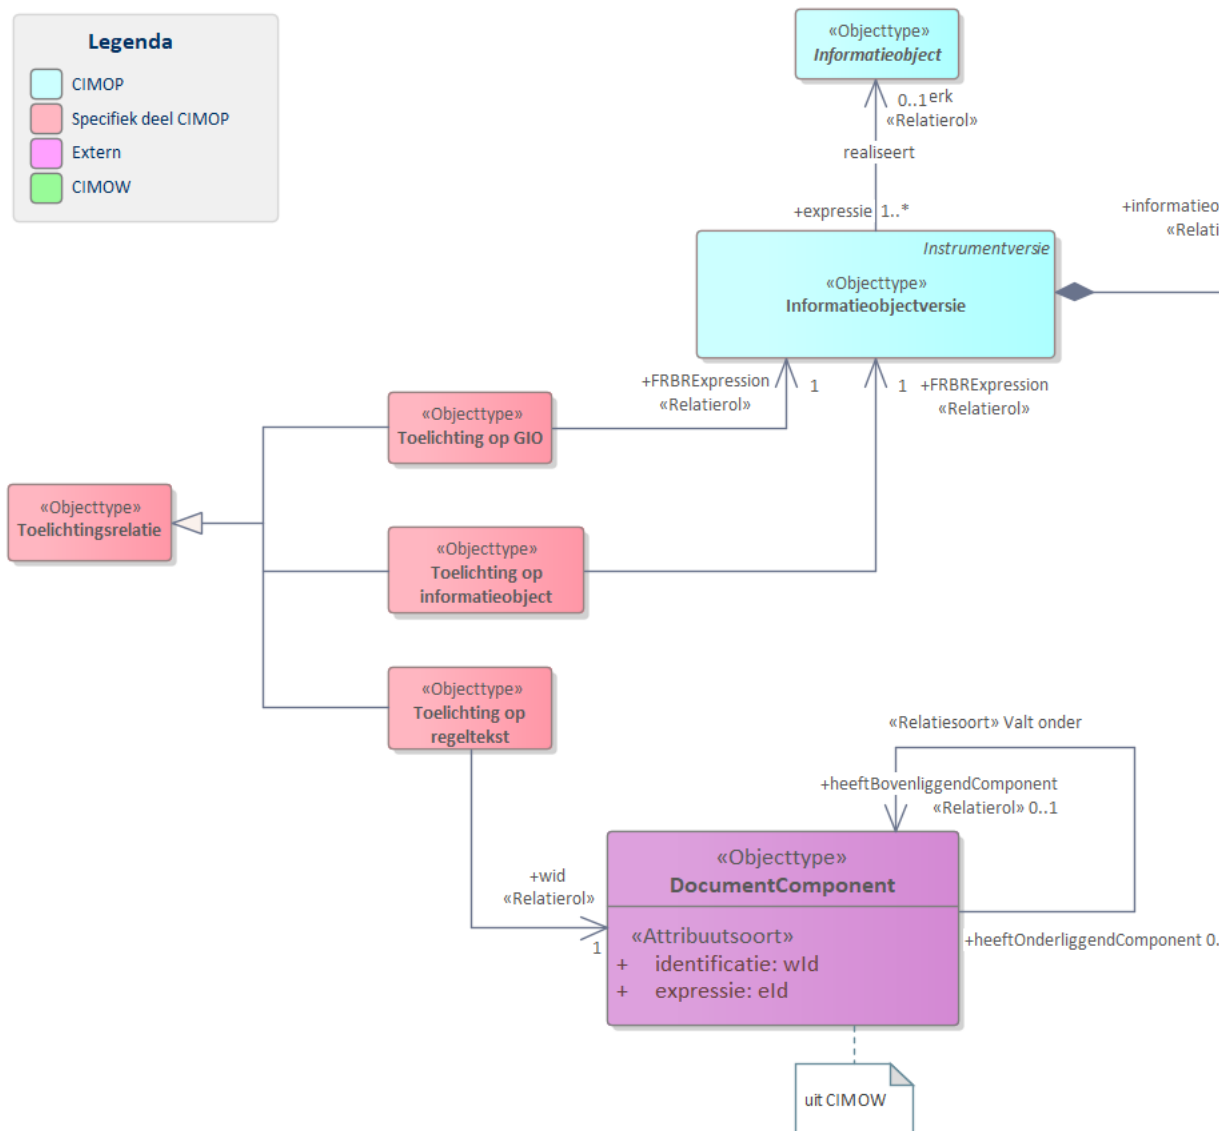 Legenda
CIMOP
Specifiek deel CIMOP
Extern
CIMOW
«Objecttype»
Informatieobject
0..1 erk
«Relatierol»
realiseert
+expressie 1..*
+informatieo
«Relati
Instrumentversie
«Objecttype»
Informatieobjectversie
+FRBRExpression
«Relatierol»
1
1
+FRBRExpression
«Relatierol»
«Objecttype»
Toelichting op GIO
«Objecttype»
Toelichtingsrelatie
«Objecttype»
Toelichting op
informatieobject
«Objecttype»
Toelichting op
regeltekst
«Relatiesoort» Valt onder
+heeftBovenliggendComponent
«Relatierol» 0..1
+wid
«Relatierol»
1
«Objecttype»
DocumentComponent
«Attribuutsoort»
+ identificatie: wId
+ expressie: eId
+heeftOnderliggendComponent 0.
uit CIMOW